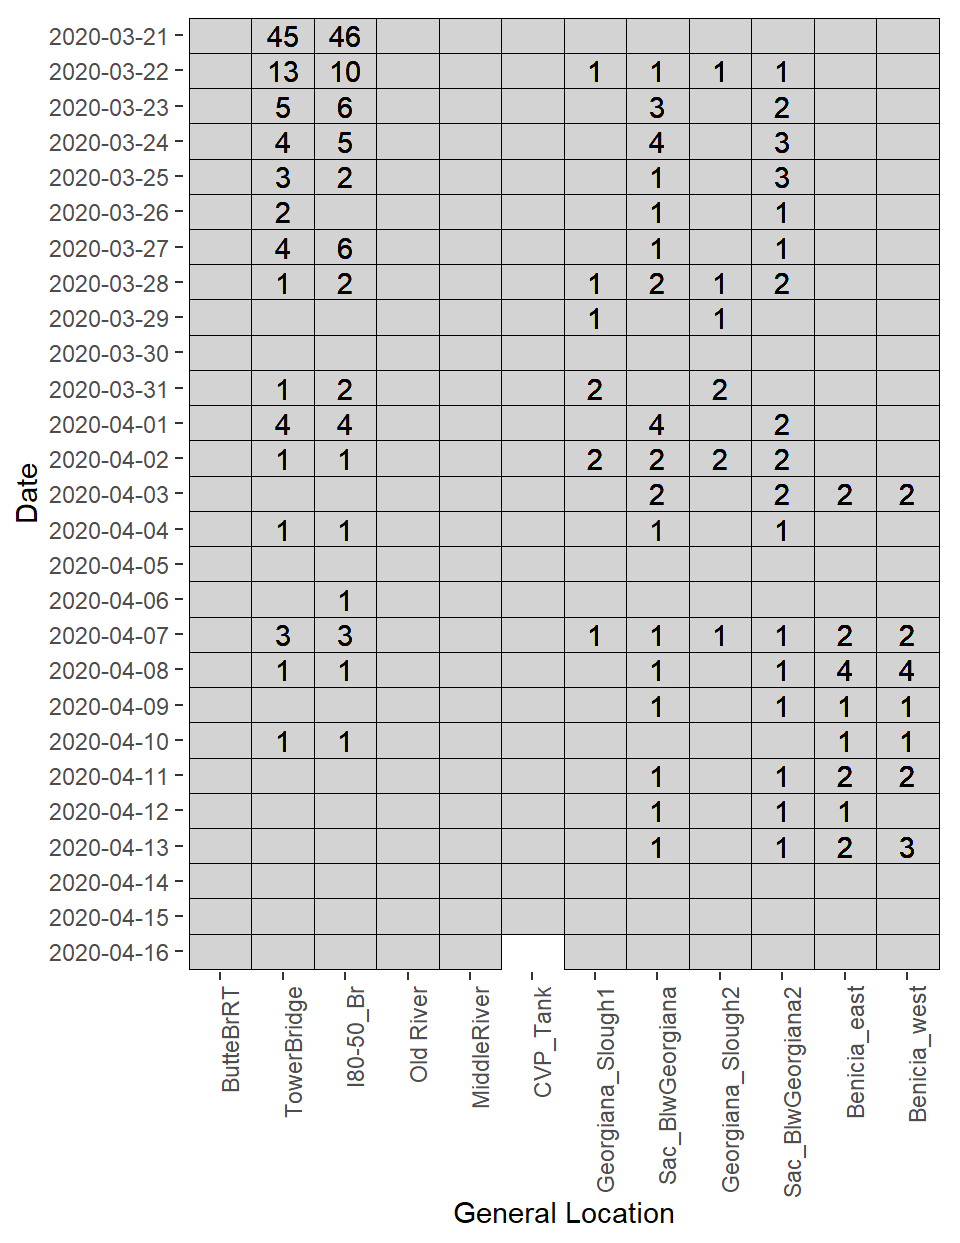 2020-03-21 45 46
2020-03-22 13 10 1 1 1 1
2020-03-23 5 6 3 2
2020-03-24 4 5 4 3
2020-03-25 3 2 1 3
2020-03-26 2 1 1
2020-03-27 4 6 1 1
2020-03-28 1 2 1 2 1 2
2020-03-29 1 1
2020-03-30
2020-03-31 1 2 2 2
2020-04-01 4 4 4 2
2020-04-02 1 1 2 2 2 2
2020-04-03 2 2 2 2
2020-04-04 1 1 1 1
2020-04-05
2020-04-06 1
2020-04-07 3 3 1 1 1 1 2 2
2020-04-08 1 1 1 1 4 4
2020-04-09 1 1 1 1
2020-04-10 1 1 1 1
2020-04-11 1 1 2 2
2020-04-12 1 1 1
2020-04-13 1 1 2 3
2020-04-14
2020-04-15
2020-04-16
Date
ButteBrRT
TowerBridge
I80-50_Br
Old River
MiddleRiver
CVP_Tank
Georgiana_Slough1
Sac_BlwGeorgiana
Georgiana_Slough2
Sac_BlwGeorgiana2
Benicia_east
Benicia_west
General Location